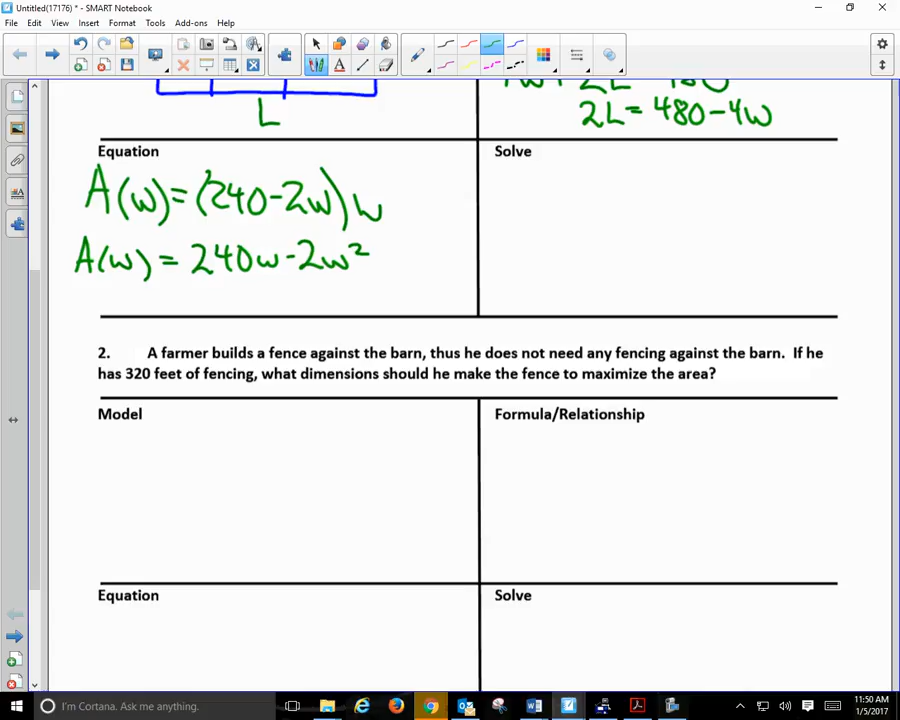 Untitled(17176) * - SMART Notebook
File Edit View Insert Format Tools Add-ons Help
L
2L = 480 - 4w
Equation
Solve
A(w) = (240 - 2w) w
A(w) = 240w - 2w²
2. A farmer builds a fence against the barn, thus he does not need any fencing against the barn. If he
has 320 feet of fencing, what dimensions should he make the fence to maximize the area?
Model
Formula/Relationship
Equation
Solve
I'm Cortana. Ask me anything.
11:50 AM
1/5/2017